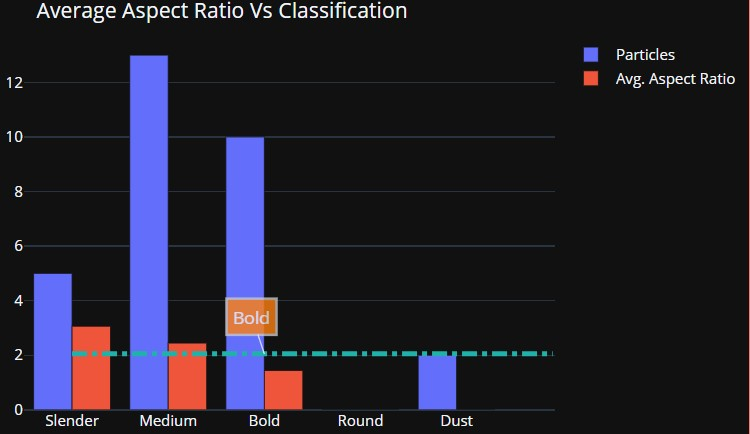 Average Aspect Ratio Vs Classification
Particles
Avg. Aspect Ratio
12
10
8
6
4
2
0
Bold
Slender Medium Bold Round Dust